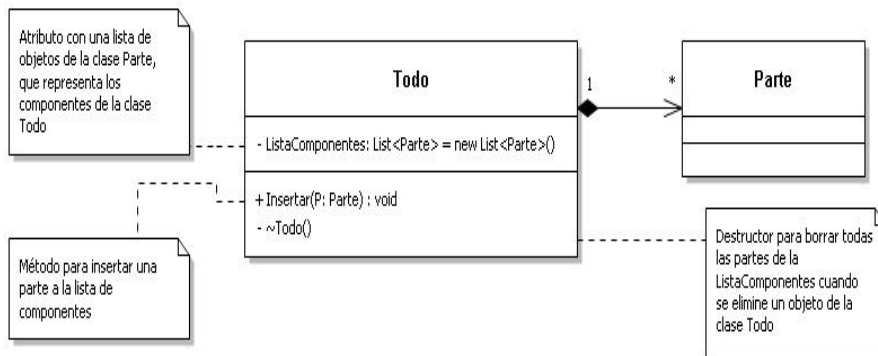 Atributo con una lista de
objetos de la clase Parte,
que representa los
componentes de la clase
Todo
Todo
1
*
Parte
- ListaComponentes: List<Parte> = new List<Parte>()
+ Insertar(P: Parte) : void
- ~Todo()
Método para insertar una
parte a la lista de
componentes
Destructor para borrar todas
las partes de la
ListaComponentes cuando
se elimine un objeto de la
clase Todo